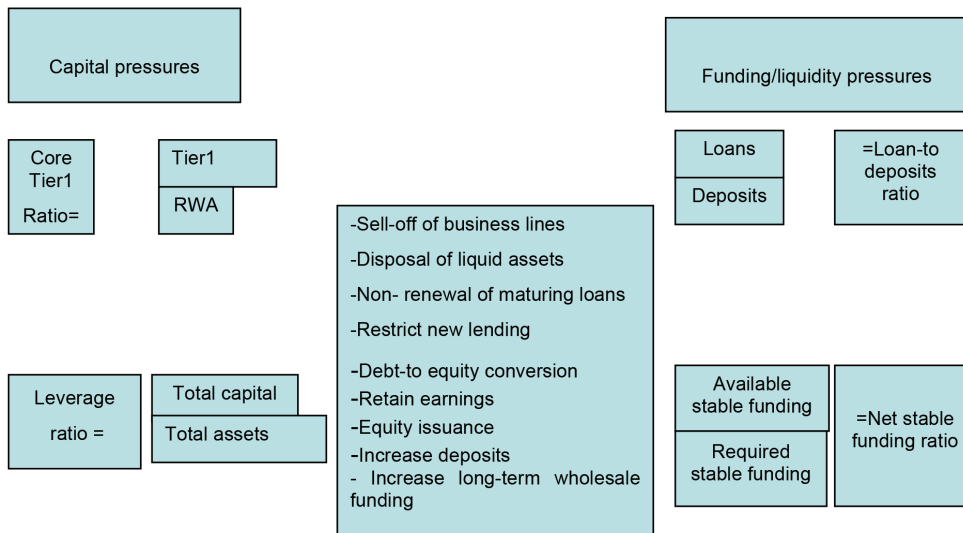 Capital pressures
Funding/liquidity pressures
Core
Tier1
Ratio=
Tier1
RWA
Loans
Deposits
=Loan-to
deposits
ratio
-Sell-off of business lines
-Disposal of liquid assets
-Non- renewal of maturing loans
-Restrict new lending
-Debt-to equity conversion
-Retain earnings
-Equity issuance
-Increase deposits
- Increase long-term wholesale
funding
Leverage
ratio =
Total capital
Total assets
Available
stable funding
Required
stable funding
=Net stable
funding ratio